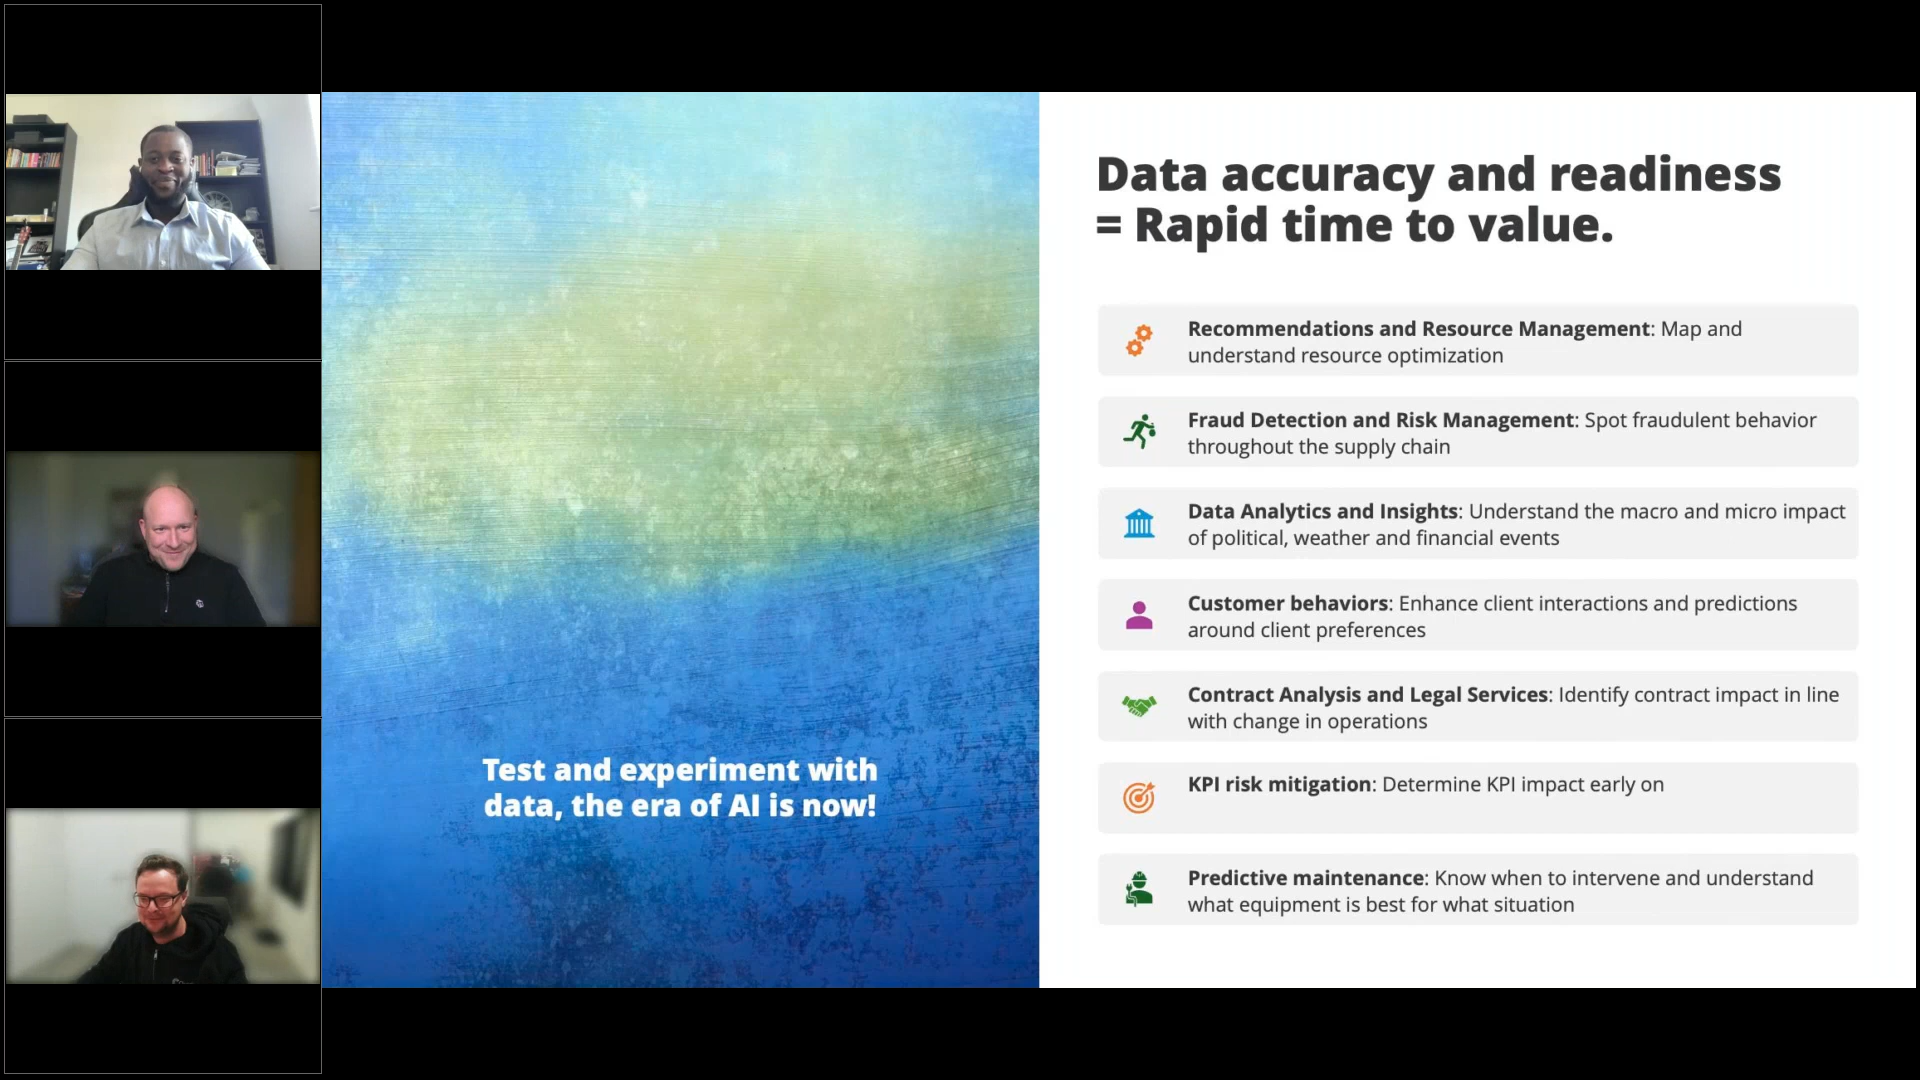 Data accuracy and readiness
= Rapid time to value.
Recommendations and Resource Management: Map and
understand resource optimization
Fraud Detection and Risk Management: Spot fraudulent behavior
throughout the supply chain
Data Analytics and Insights: Understand the macro and micro impact
of political, weather and financial events
Customer behaviors: Enhance client interactions and predictions
around client preferences
Contract Analysis and Legal Services: Identify contract impact in line
with change in operations
KPI risk mitigation: Determine KPI impact early on
Predictive maintenance: Know when to intervene and understand
what equipment is best for what situation
Test and experiment with
data, the era of AI is now!